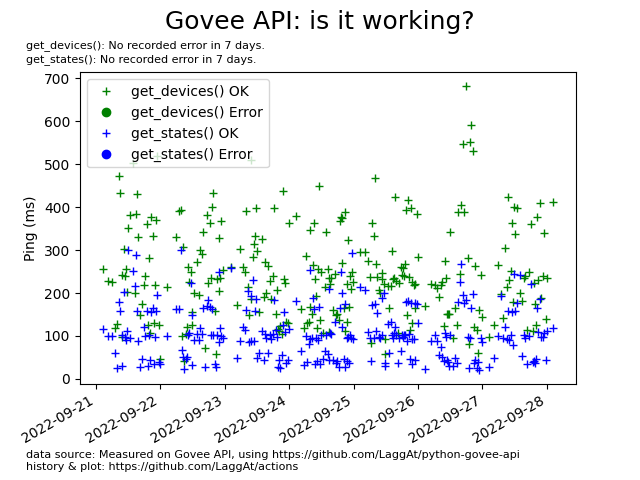 Govee API: is it working?
get_devices(): No recorded error in 7 days.
get_states(): No recorded error in 7 days.
700
600
500
400
300
200
100
0
Ping (ms)
get_devices() OK
get_devices() Error
get_states() OK
get_states() Error
2022-09-21
2022-09-22
2022-09-23
2022-09-24
2022-09-25
2022-09-26
2022-09-27
2022-09-28
data source: Measured on Govee API, using https://github.com/LaggAt/python-govee-api
history & plot: https://github.com/LaggAt/actions